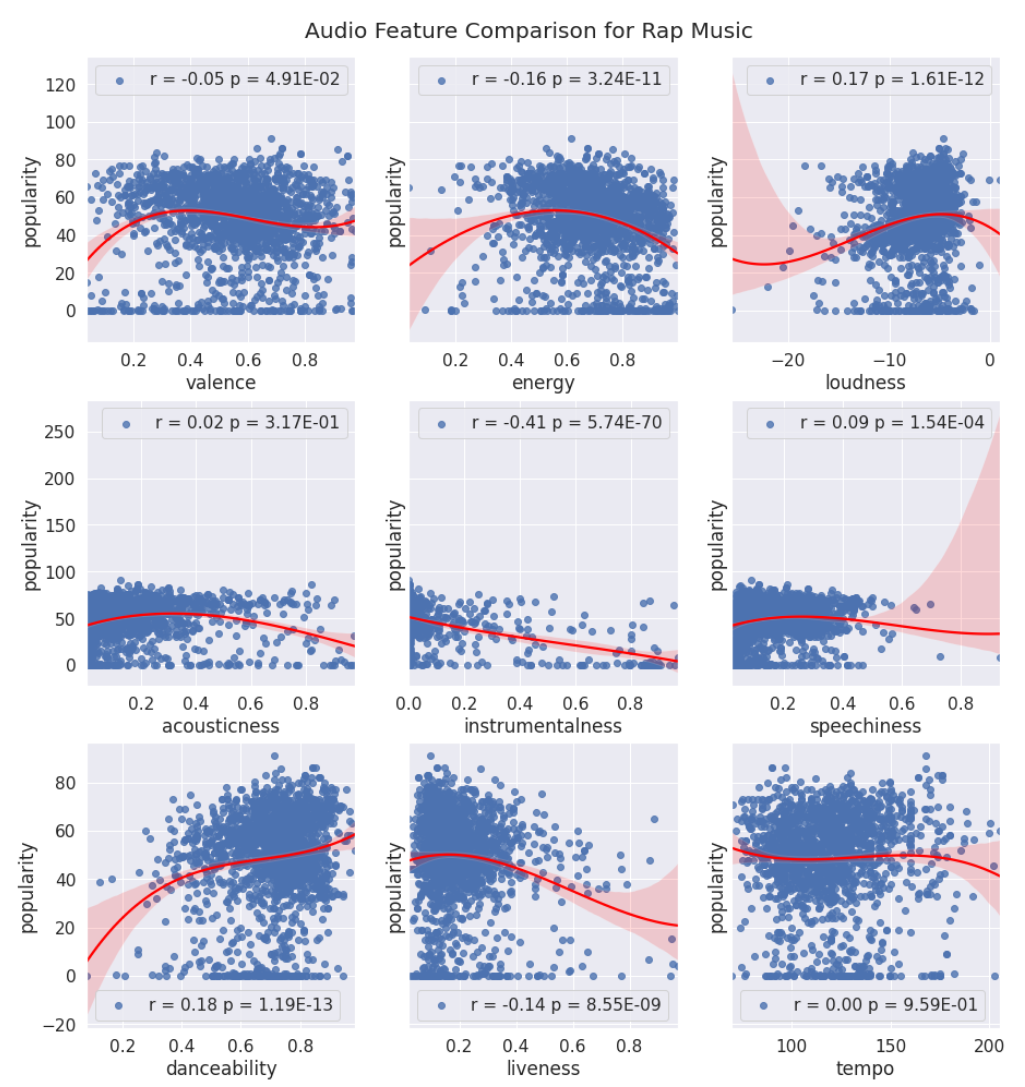 Audio Feature Comparison for Rap Music
r = -0.05 p = 4.91E-02
r = -0.16 p = 3.24E-11
r = 0.17 p = 1.61E-12
120
100
80
60
40
20
0
popularity
popularity
popularity
0.2 0.4 0.6 0.8
0.2 0.4 0.6 0.8
−20 −10 0
valence
energy
loudness
r = 0.02 p = 3.17E-01
r = -0.41 p = 5.74E-70
r = 0.09 p = 1.54E-04
250
200
150
100
50
0
popularity
popularity
popularity
0.2 0.4 0.6 0.8
0.0 0.2 0.4 0.6 0.8
0.2 0.4 0.6 0.8
acousticness
instrumentalness
speechiness
80
60
40
20
0
−20
popularity
popularity
popularity
r = 0.18 p = 1.19E-13
r = -0.14 p = 8.55E-09
r = 0.00 p = 9.59E-01
0.2 0.4 0.6 0.8
0.2 0.4 0.6 0.8
100 150 200
danceability
liveness
tempo